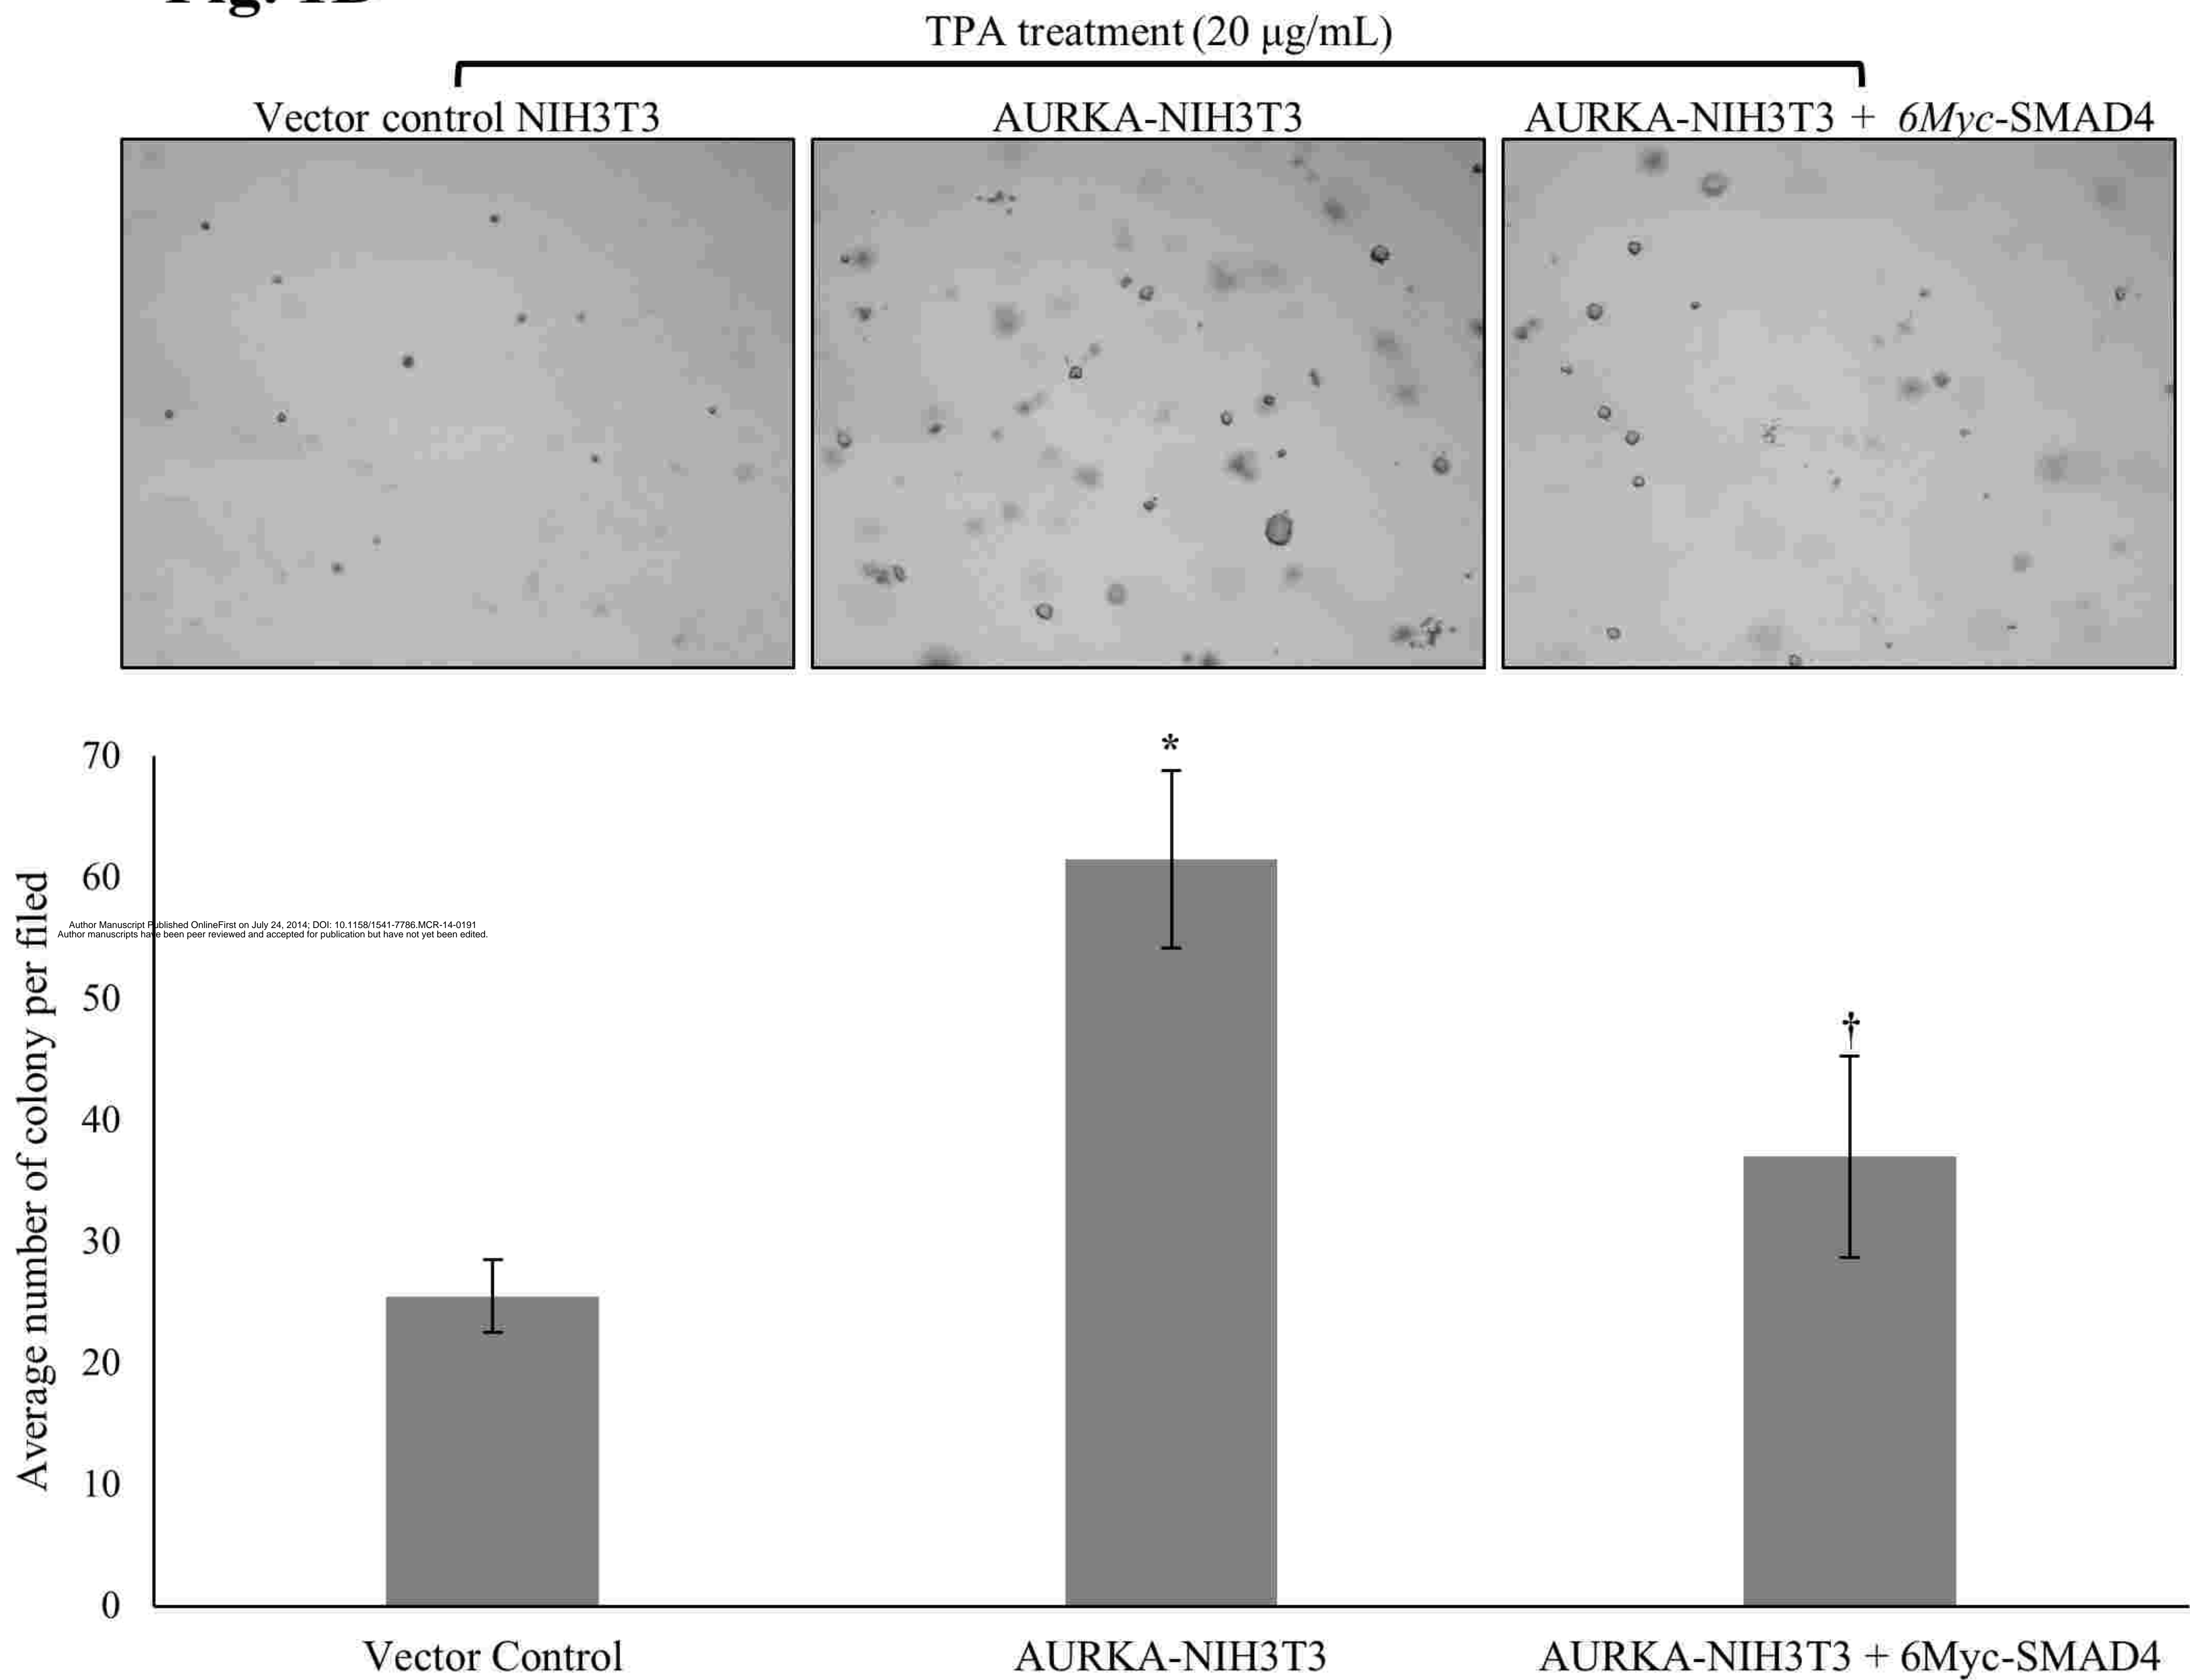 TPA treatment (20 µg/mL)
Vector control NIH3T3
AURKA-NIH3T3
AURKA-NIH3T3 + 6Myc-SMAD4
Average number of colony per filed
70
60
50
40
30
20
10
0
*
†
Author Manuscript Published OnlineFirst on July 24, 2014; DOI: 10.1158/1541-7786.MCR-14-0191
Author manuscripts have been peer reviewed and accepted for publication but have not yet been edited.
Vector Control
AURKA-NIH3T3
AURKA-NIH3T3 + 6Myc-SMAD4